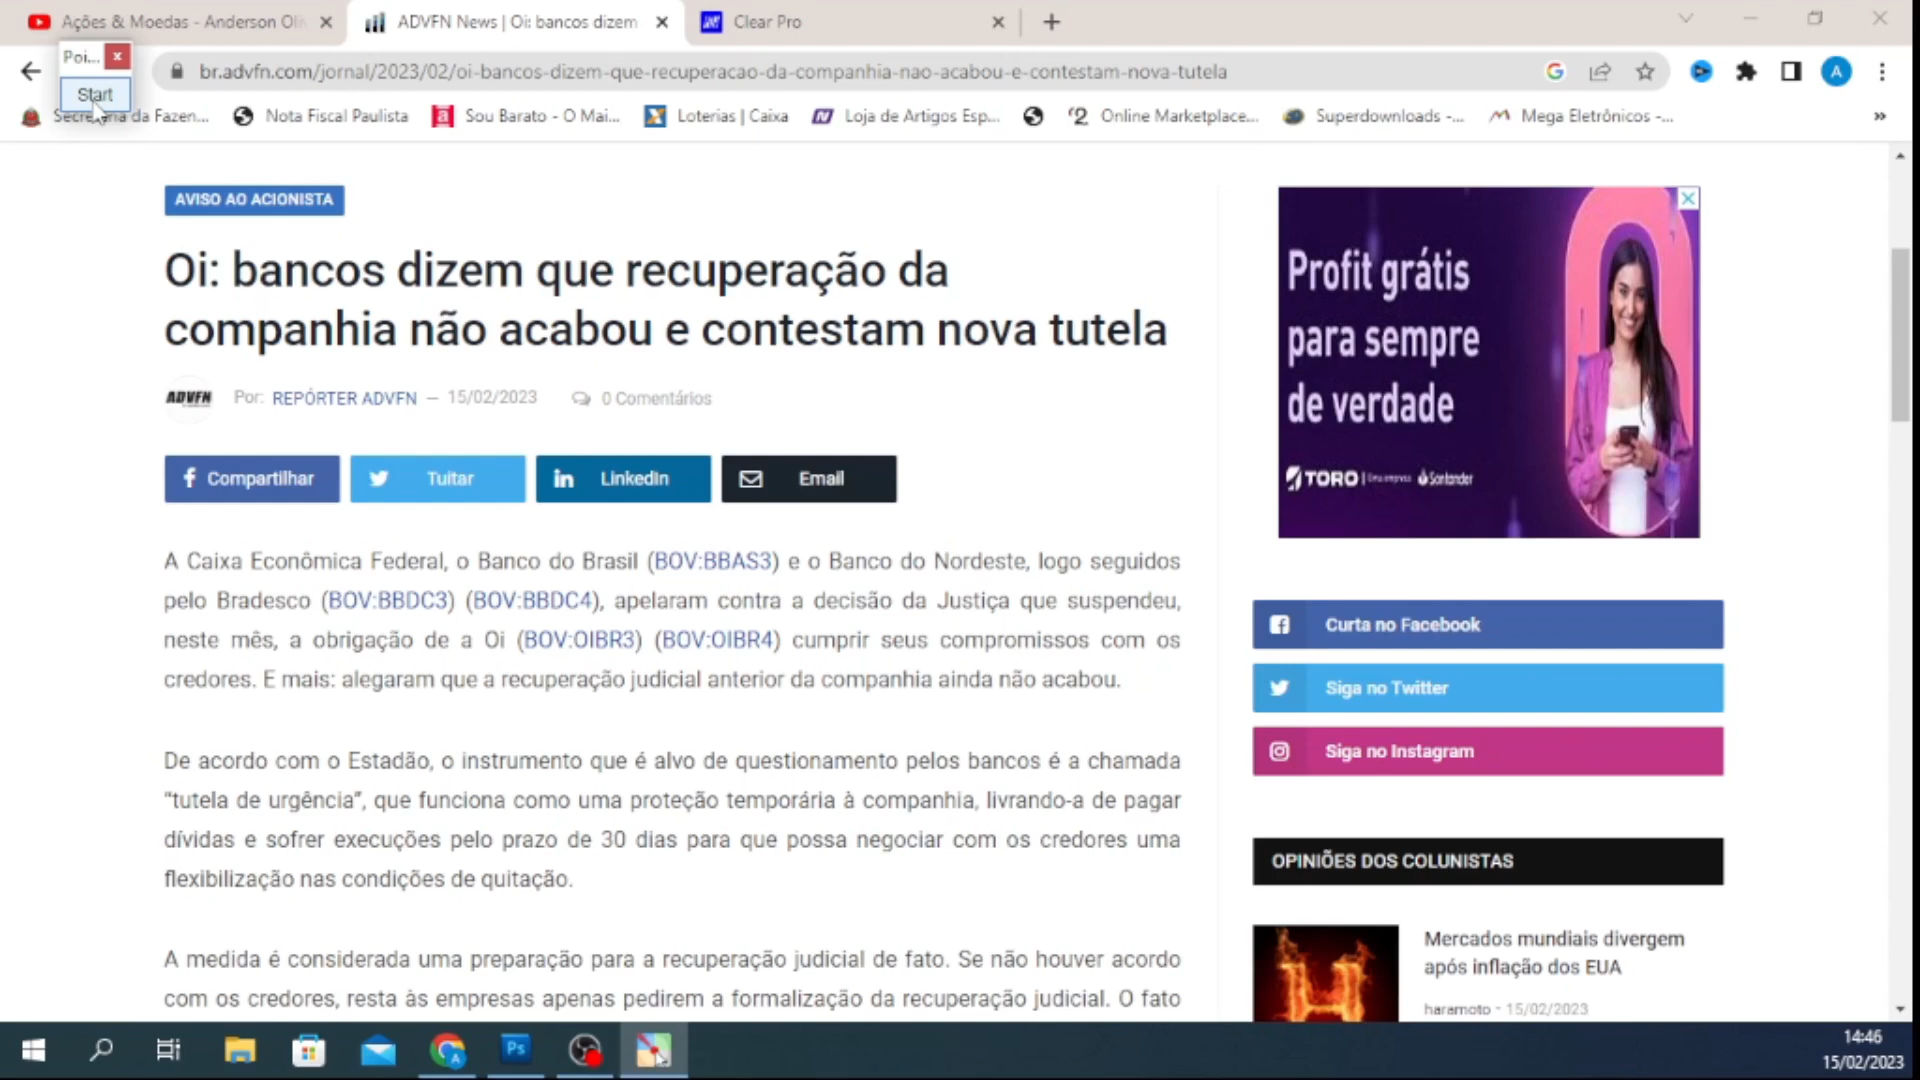 Ações & Moedas - Anderson Oli
ADVFN News | Oi: bancos dizem
Clear Pro
Poi...
Start
br.advfn.com/jornal/2023/02/oi-bancos-dizem-que-recuperacao-da-companhia-nao-acabou-e-contestam-nova-tutela
A
da Fazen...
Nota Fiscal Paulista
Sou Barato - O Mai...
Loterias | Caixa
Loja de Artigos Esp...
Online Marketplace...
Superdownloads -...
Mega Eletrônicos -...
AVISO AO ACIONISTA
Oi: bancos dizem que recuperação da
companhia não acabou e contestam nova tutela
ADVFN
Por: REPÓRTER ADVFN — 15/02/2023
0 Comentários
Compartilhar
Tuitar
LinkedIn
Email
A Caixa Econômica Federal, o Banco do Brasil (BOV:BBAS3) e o Banco do Nordeste, logo seguidos
pelo Bradesco (BOV:BBDC3) (BOV:BBDC4), apelaram contra a decisão da Justiça que suspendeu,
neste mês, a obrigação de a Oi (BOV:OIBR3) (BOV:OIBR4) cumprir seus compromissos com os
credores. E mais: alegaram que a recuperação judicial anterior da companhia ainda não acabou.
De acordo com o Estadão, o instrumento que é alvo de questionamento pelos bancos é a chamada
“tutela de urgência”, que funciona como uma proteção temporária à companhia, livrando-a de pagar
dívidas e sofrer execuções pelo prazo de 30 dias para que possa negociar com os credores uma
flexibilização nas condições de quitação.
A medida é considerada uma preparação para a recuperação judicial de fato. Se não houver acordo
com os credores, resta às empresas apenas pedirem a formalização da recuperação judicial. O fato
Profit grátis
para sempre
de verdade
TORO
Santander
Curta no Facebook
Siga no Twitter
Siga no Instagram
OPINIÕES DOS COLUNISTAS
Mercados mundiais divergem
após inflação dos EUA
haramoto - 15/02/2023
Ps
14:46
15/02/2023